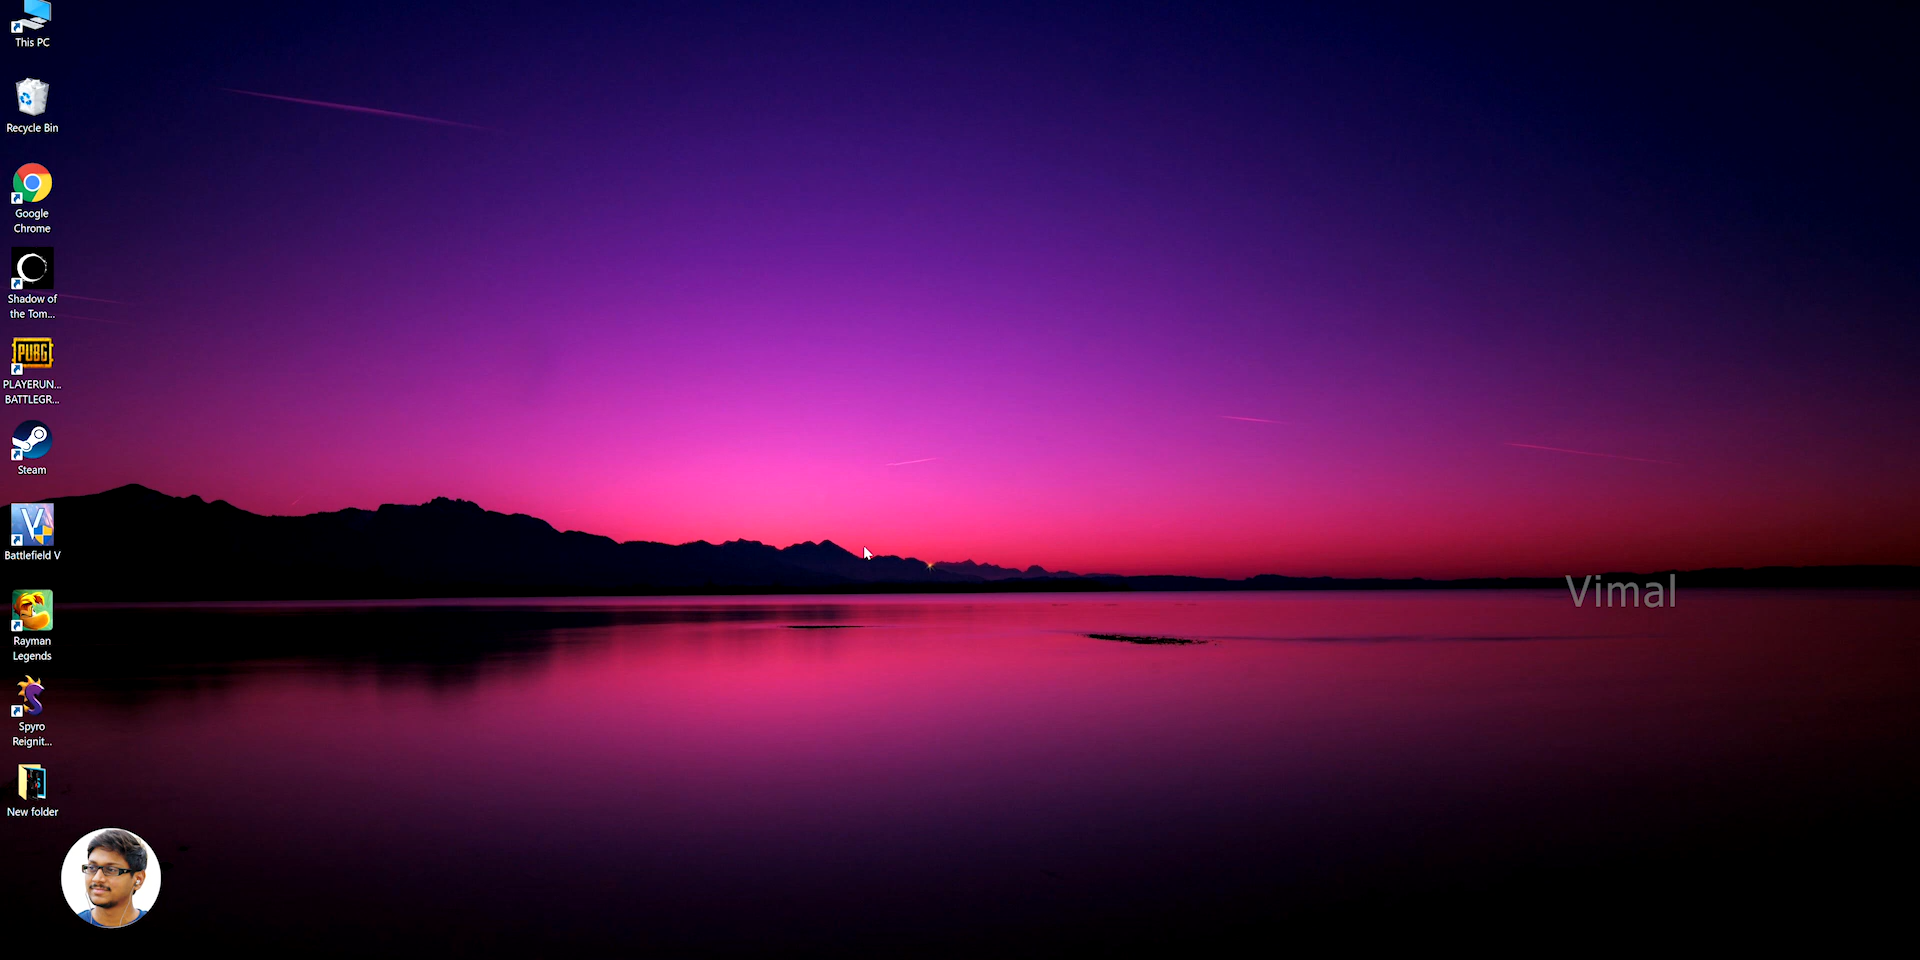 This PC
Recycle Bin
Google
Chrome
Shadow of
the Tom...
PUBG
PLAYERUN...
BATTLEGR...
Steam
V
Battlefield V
Rayman
Legends
Spyro
Reignit...
New folder
Vimal